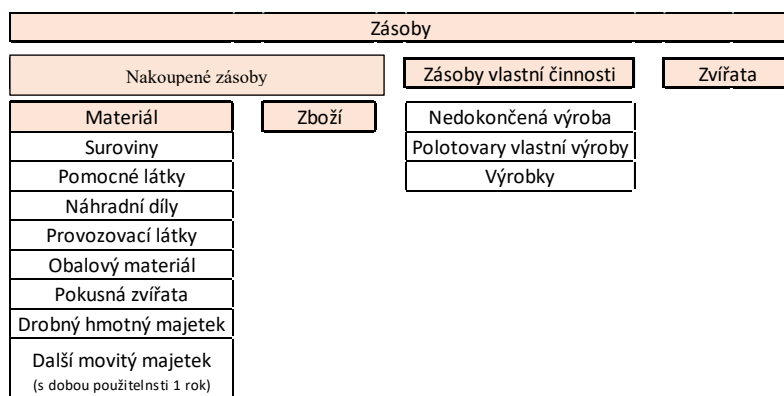 Zásoby
Nakoupené zásoby
Zásoby vlastní činnosti
Zvířata
Materiál
Zboží
Nedokončená výroba
Suroviny
Polotovary vlastní výroby
Pomocné látky
Výrobky
Náhradní díly
Provozovací látky
Obalový materiál
Pokusná zvířata
Drobný hmotný majetek
Další movitý majetek
(s dobou použitelnsti 1 rok)